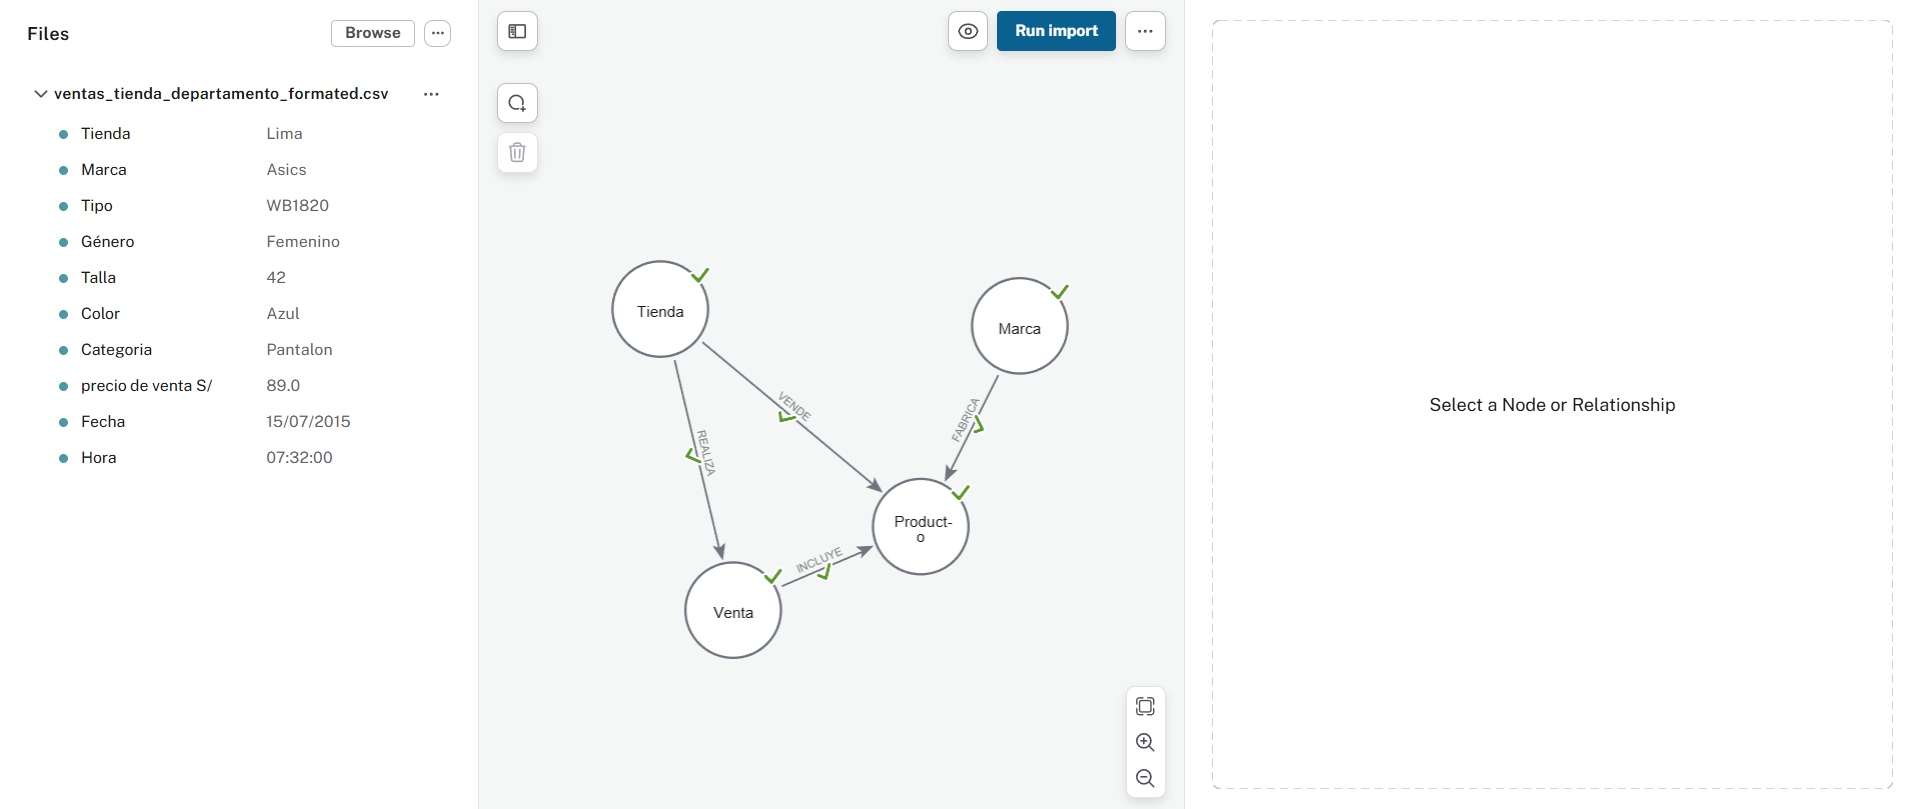 Files
Browse
ventas_tienda_departamento_formated.csv
Tienda Lima
Marca Asics
Tipo WB1820
Género Femenino
Talla 42
Color Azul
Categoria Pantalon
precio de venta S/ 89.0
Fecha 15/07/2015
Hora 07:32:00
Run import
Tienda
Marca
VENDE
FABRICA
REALIZA
Product-
o
INCLUYE
Venta
Select a Node or Relationship